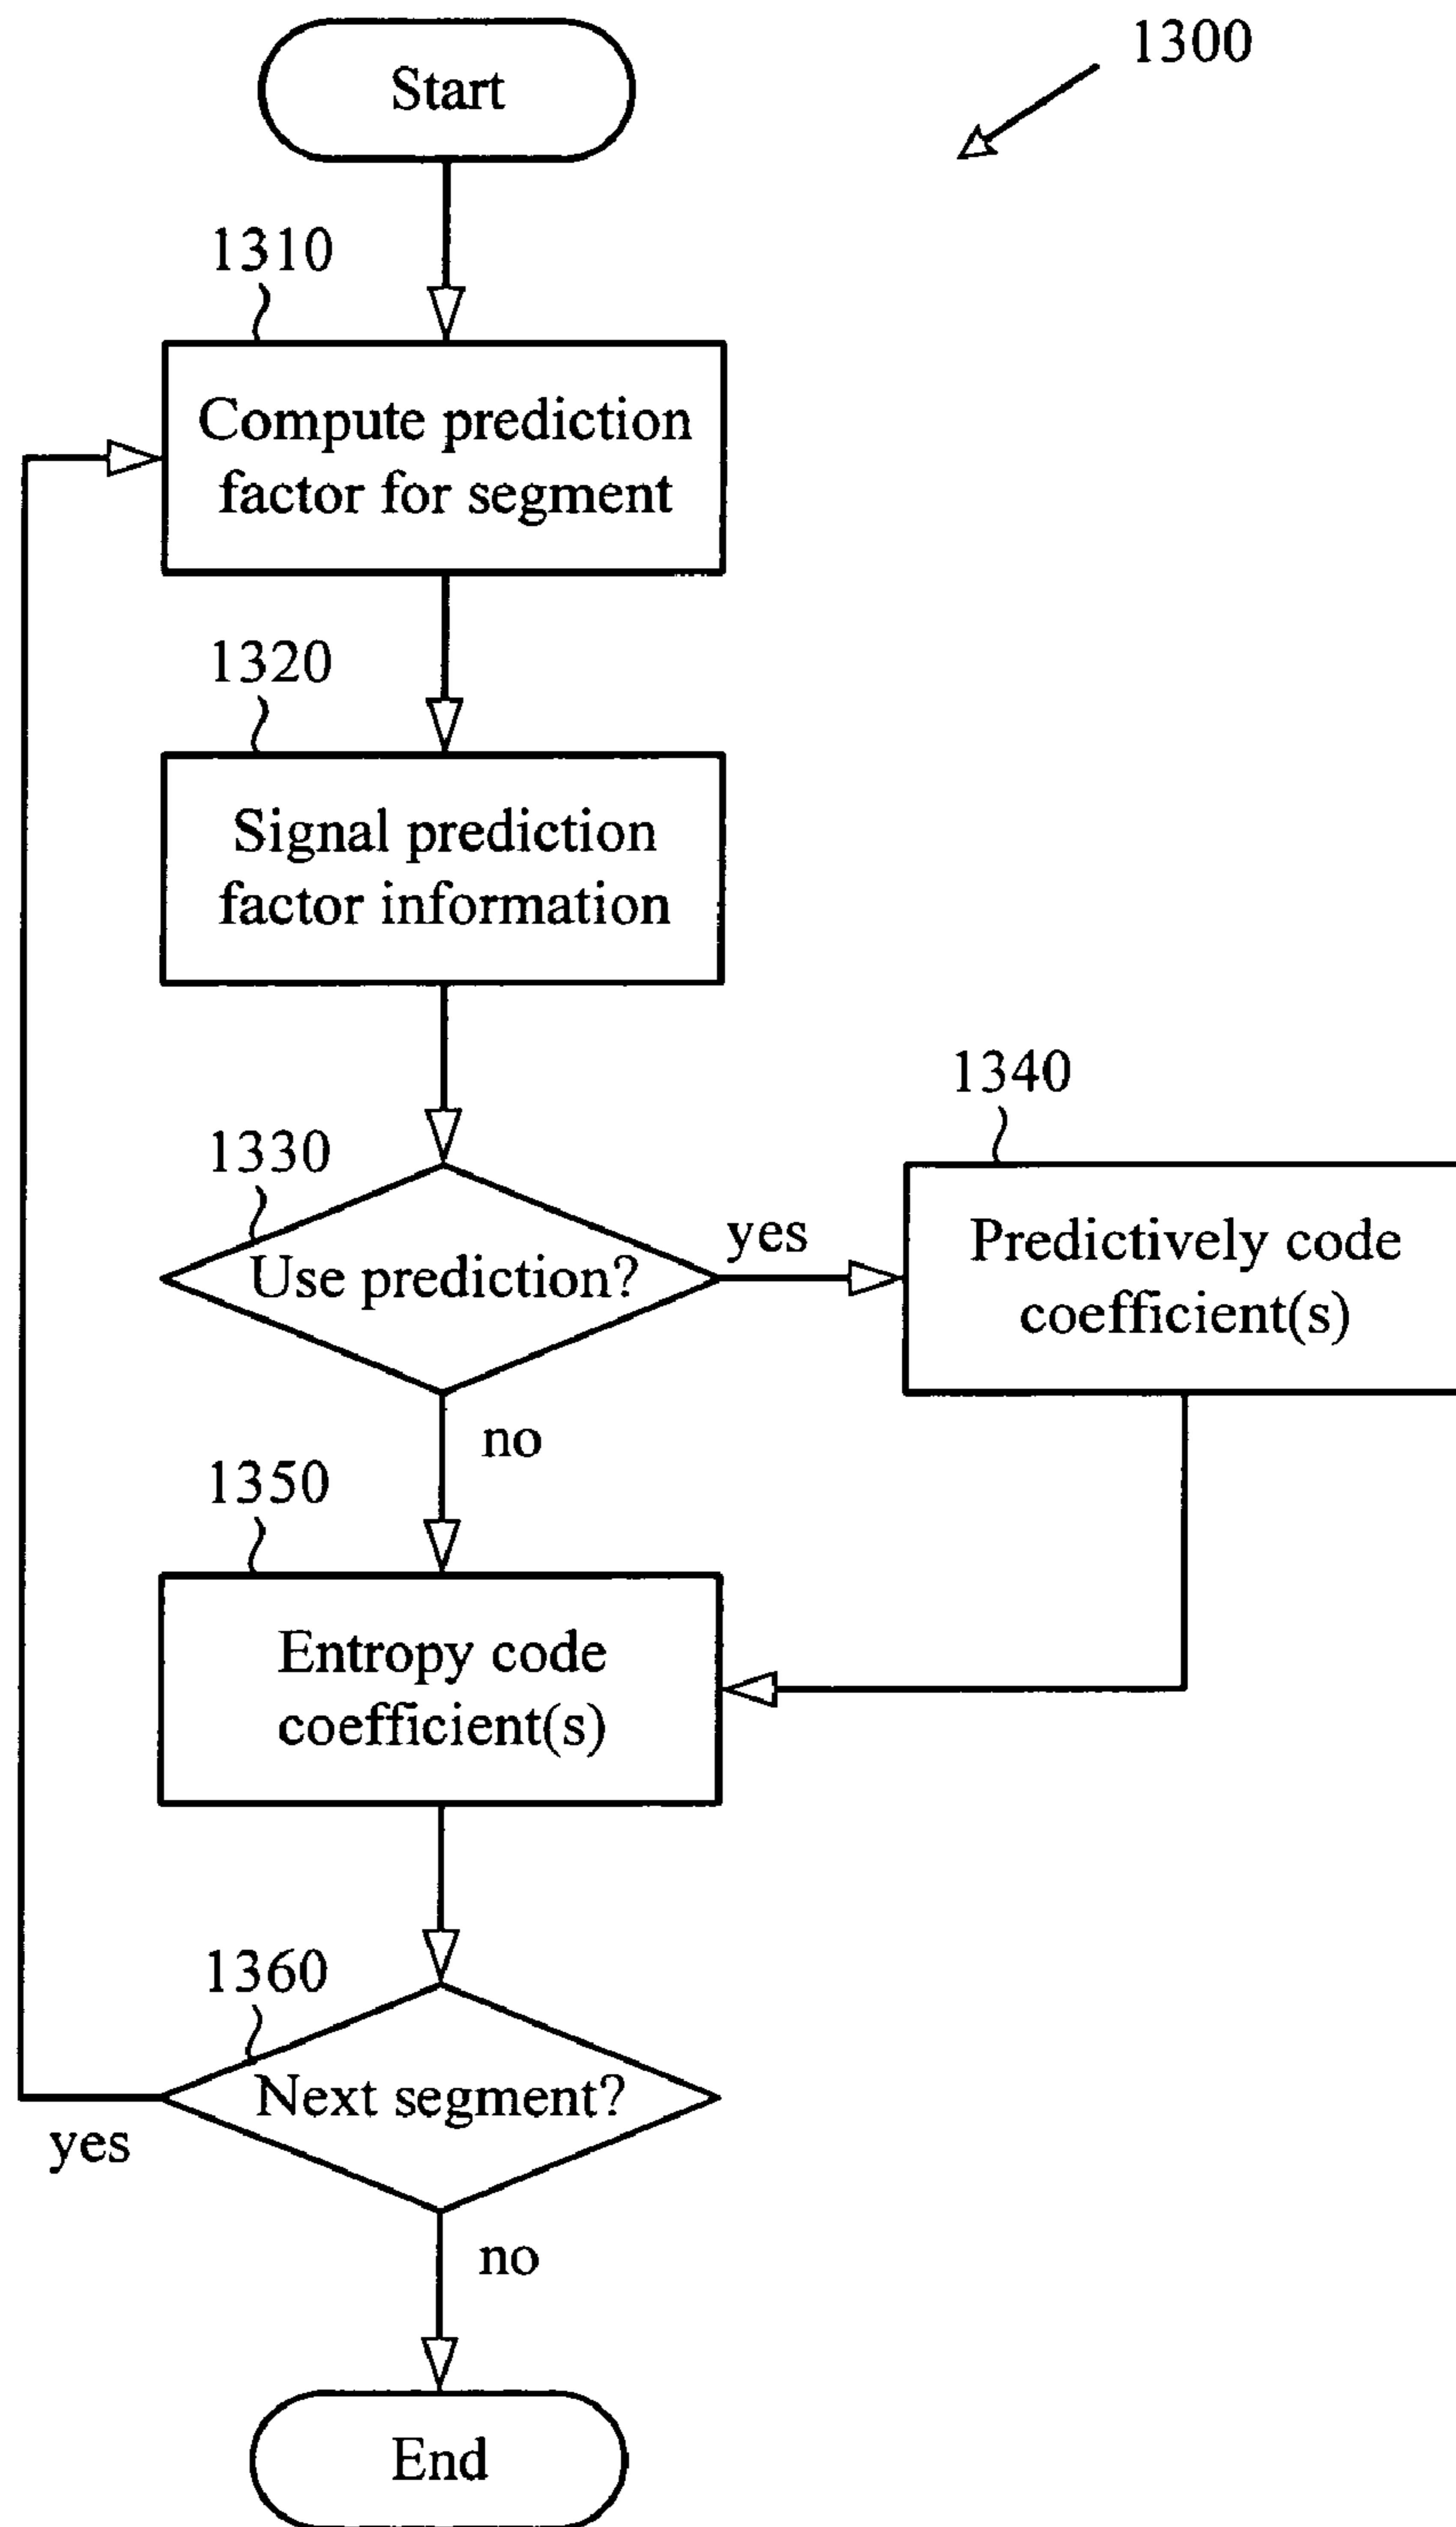 Start
1300
1310
Compute prediction
factor for segment
1320
Signal prediction
factor information
1330
Use prediction?
yes
1340
Predictively code
coefficient(s)
no
1350
Entropy code
coefficient(s)
1360
Next segment?
yes
no
End